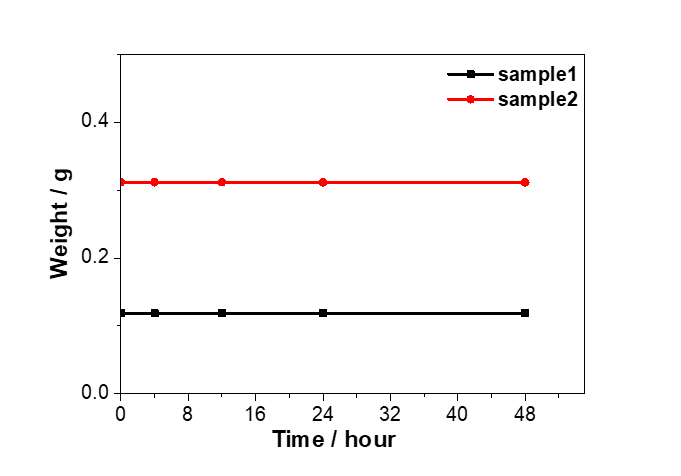 sample1
sample2
Weight / g
0.4
0.2
0.0
0 8 16 24 32 40 48
Time / hour